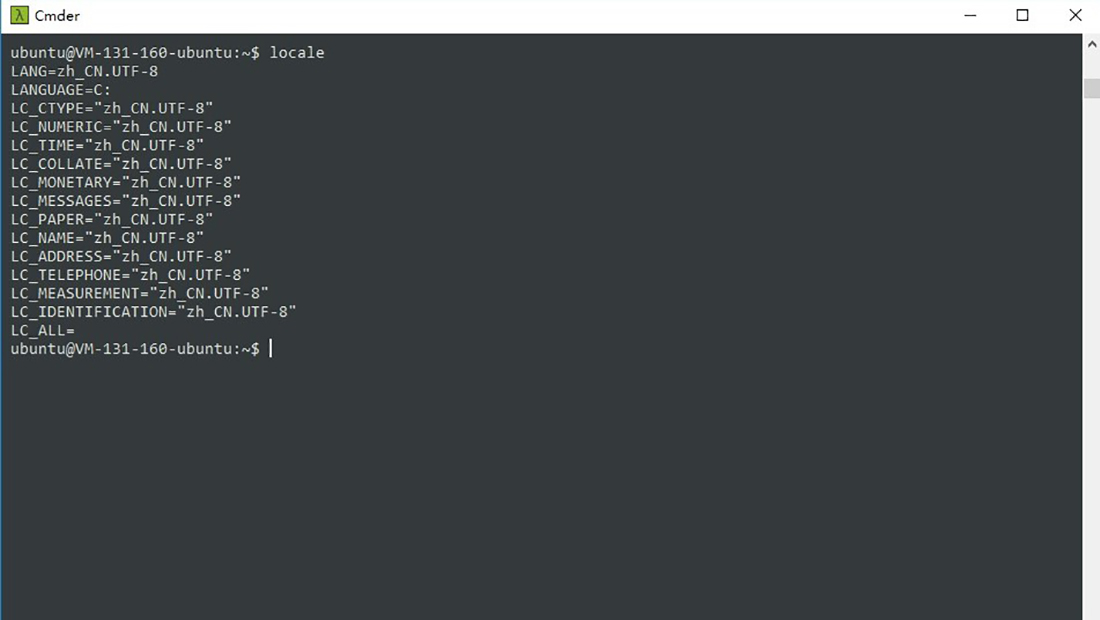 Cmder
ubuntu@VM-131-160-ubuntu:~$ locale
LANG=zh_CN.UTF-8
LANGUAGE=C:
LC_CTYPE="zh_CN.UTF-8"
LC_NUMERIC="zh_CN.UTF-8"
LC_TIME="zh_CN.UTF-8"
LC_COLLATE="zh_CN.UTF-8"
LC_MONETARY="zh_CN.UTF-8"
LC_MESSAGES="zh_CN.UTF-8"
LC_PAPER="zh_CN.UTF-8"
LC_NAME="zh_CN.UTF-8"
LC_ADDRESS="zh_CN.UTF-8"
LC_TELEPHONE="zh_CN.UTF-8"
LC_MEASUREMENT="zh_CN.UTF-8"
LC_IDENTIFICATION="zh_CN.UTF-8"
LC_ALL=
ubuntu@VM-131-160-ubuntu:~$